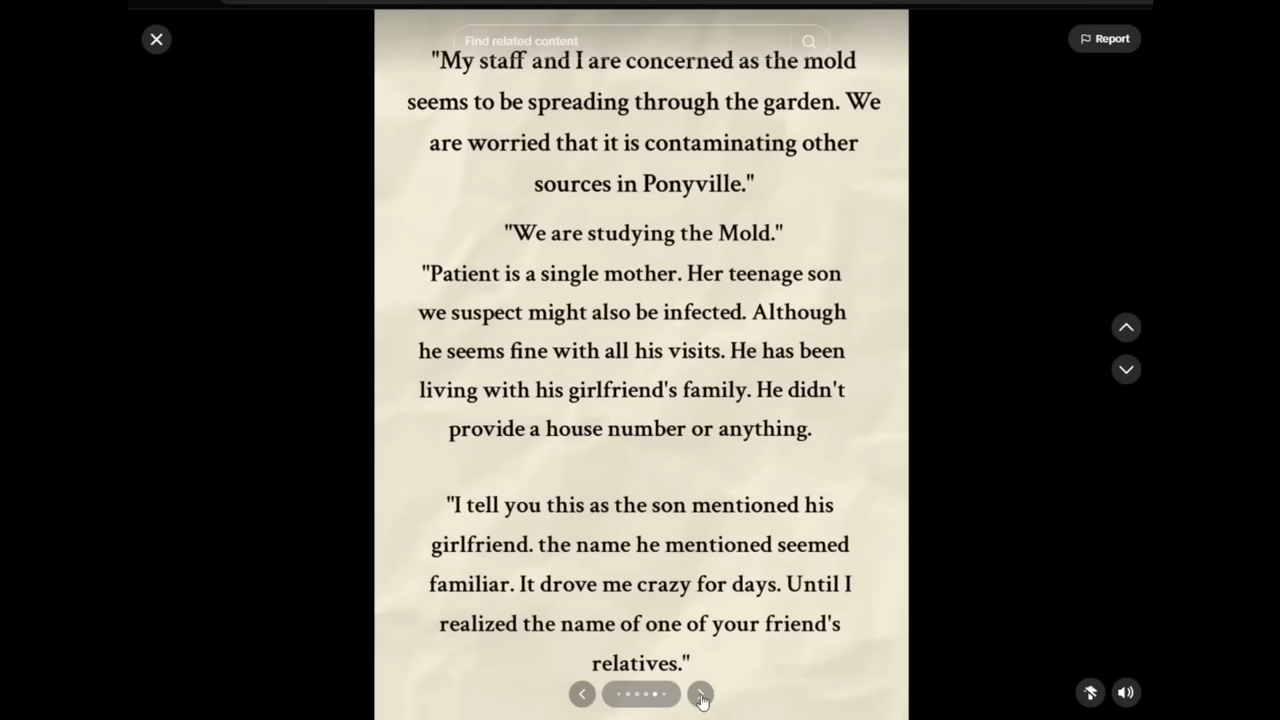 Find related content
Report
"My staff and I are concerned as the mold
seems to be spreading through the garden. We
are worried that it is contaminating other
sources in Ponyville."
"We are studying the Mold."
"Patient is a single mother. Her teenage son
we suspect might also be infected. Although
he seems fine with all his visits. He has been
living with his girlfriend's family. He didn't
provide a house number or anything.
"I tell you this as the son mentioned his
girlfriend. the name he mentioned seemed
familiar. It drove me crazy for days. Until I
realized the name of one of your friend's
relatives."